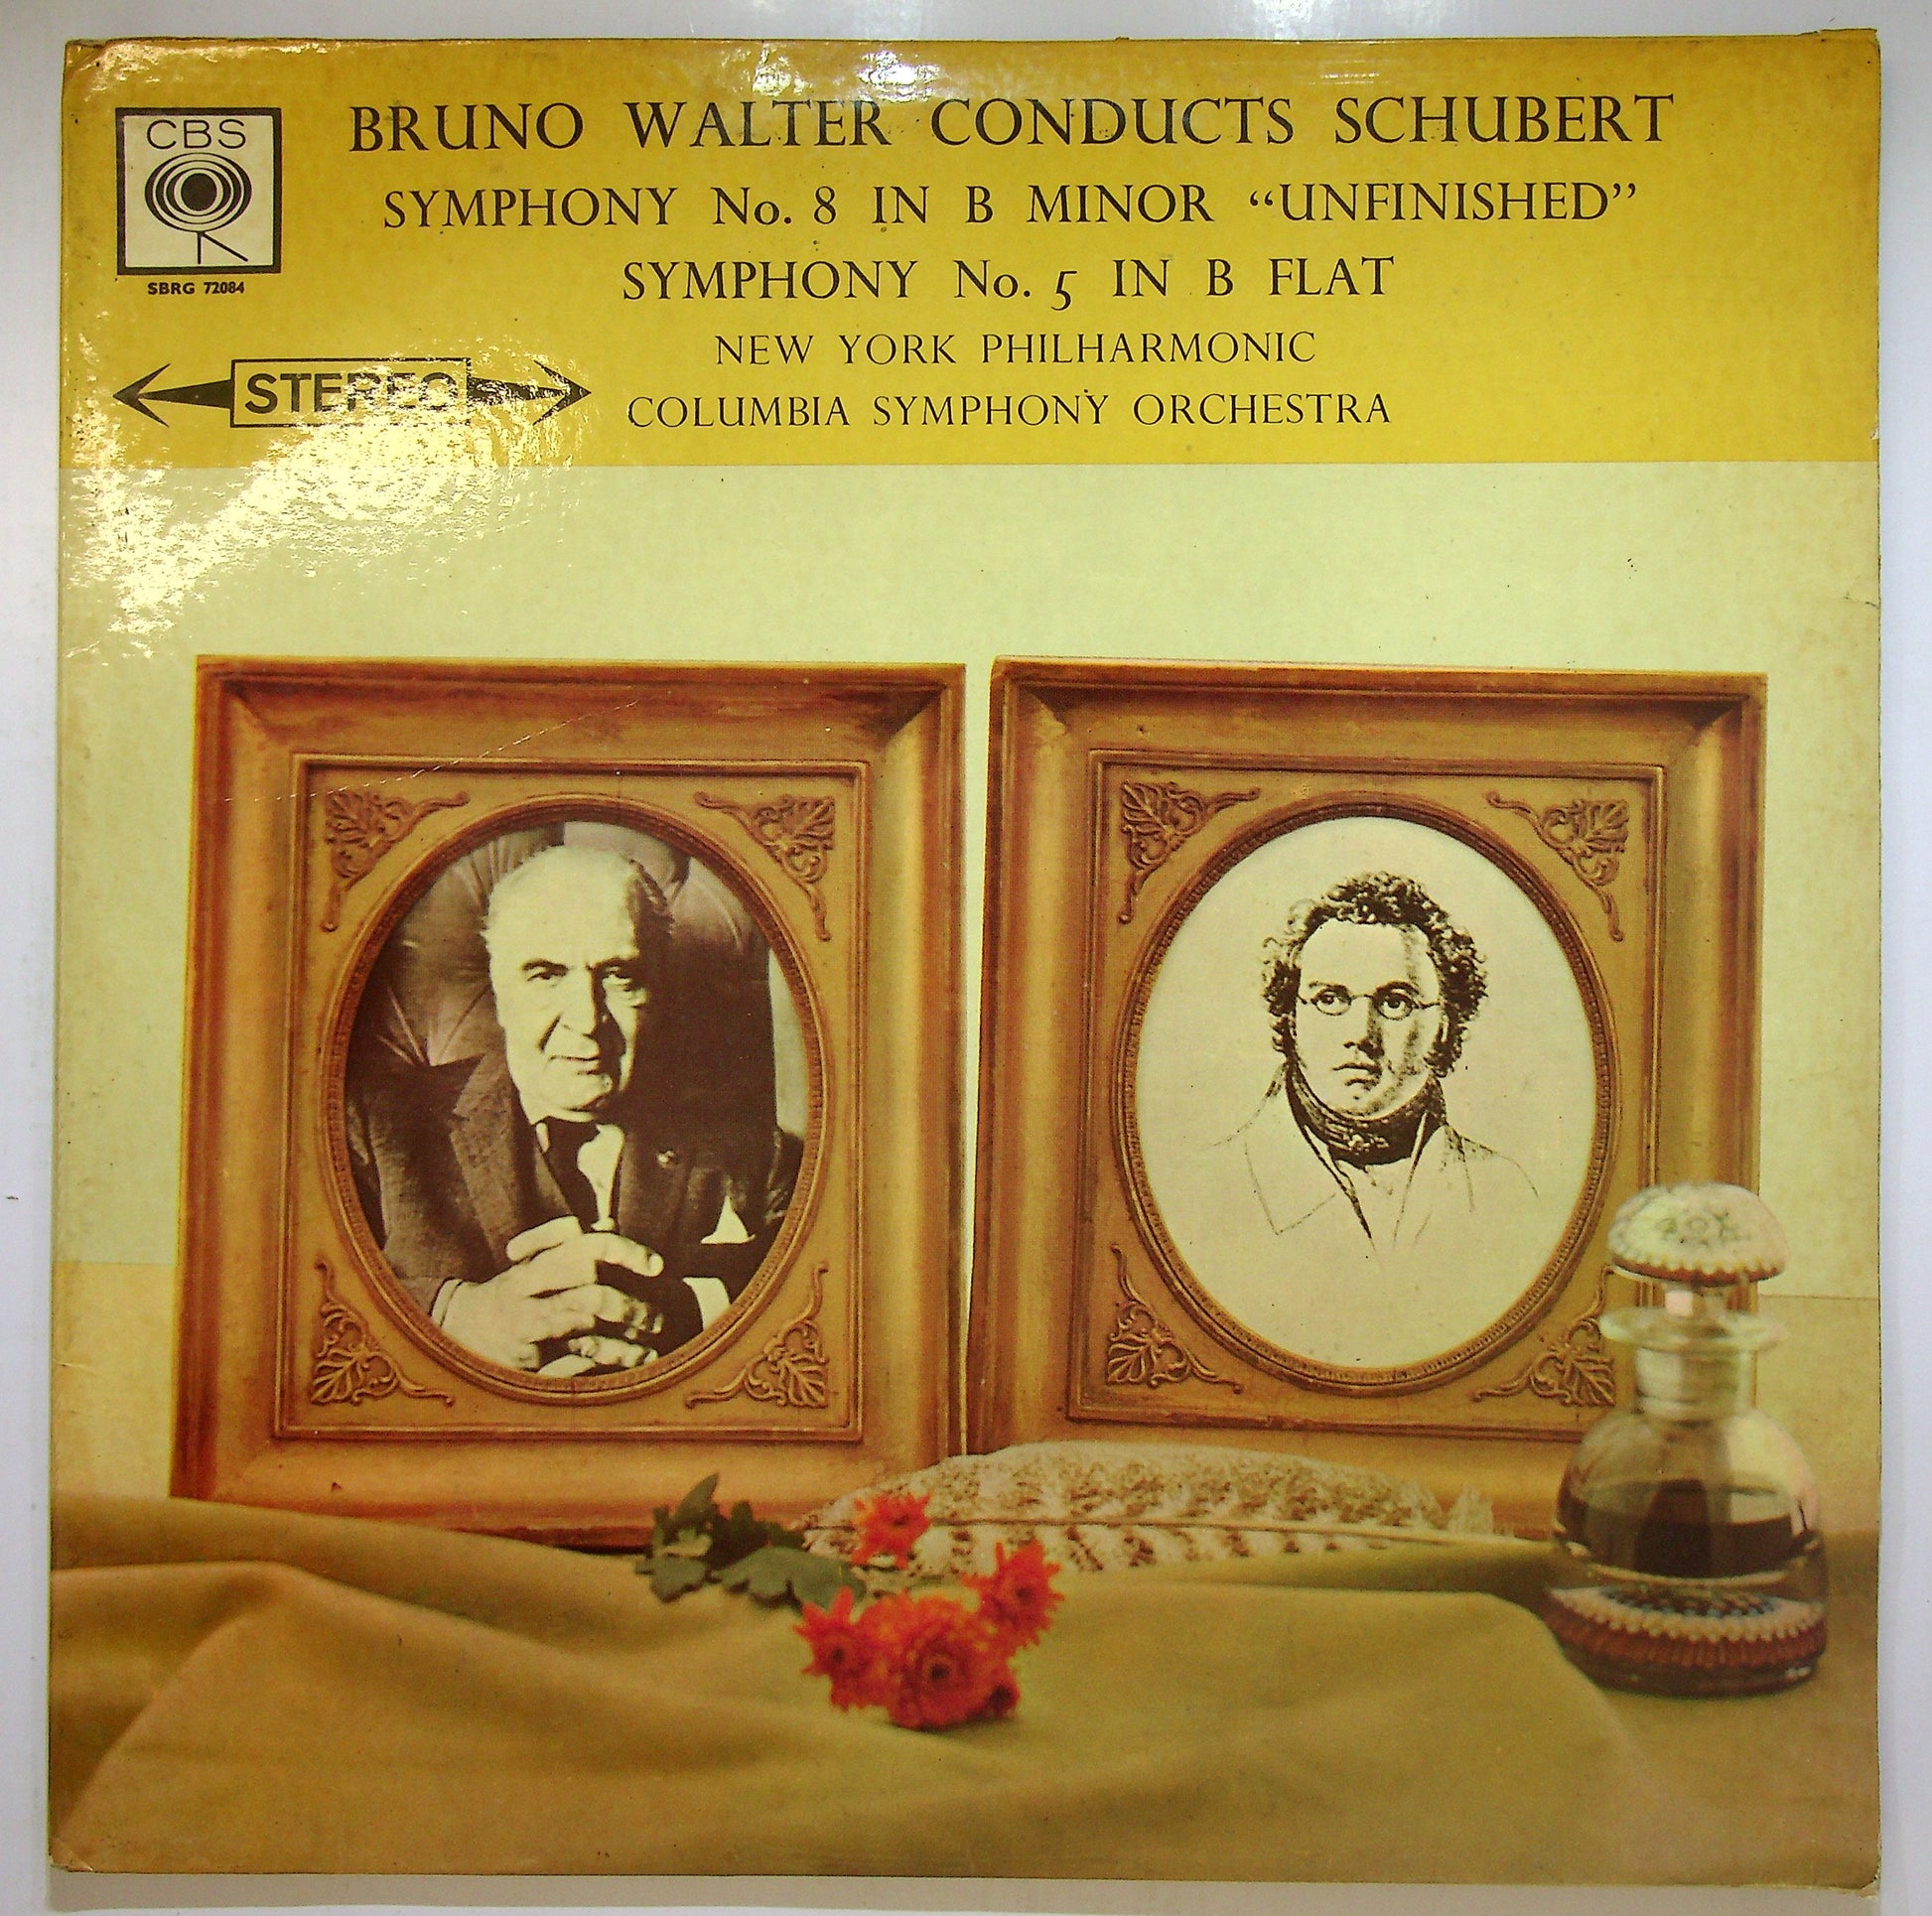 CBS
SBRG 72084
BRUNO WALTER CONDUCTS SCHUBERT
SYMPHONY No. 8 IN B MINOR “UNFINISHED”
SYMPHONY No. 5 IN B FLAT
NEW YORK PHILHARMONIC
COLUMBIA SYMPHONY ORCHESTRA
STEREO